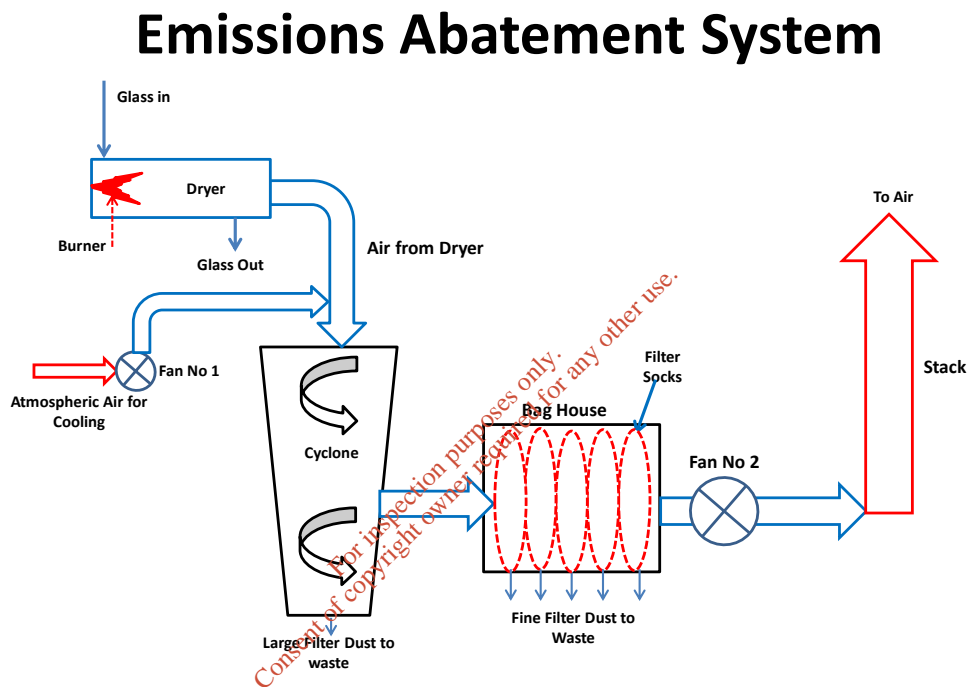 Emissions Abatement System
Glass in
Dryer
Burner
Glass Out
Air from Dryer
To Air
Fan No 1
Atmospheric Air for
Cooling
Stack
Filter
Socks
Bag House
Cyclone
Fan No 2
Large Filter Dust to
waste
Fine Filter Dust to
Waste
For inspection purposes only.
Consent of copyright owner required for any other use.